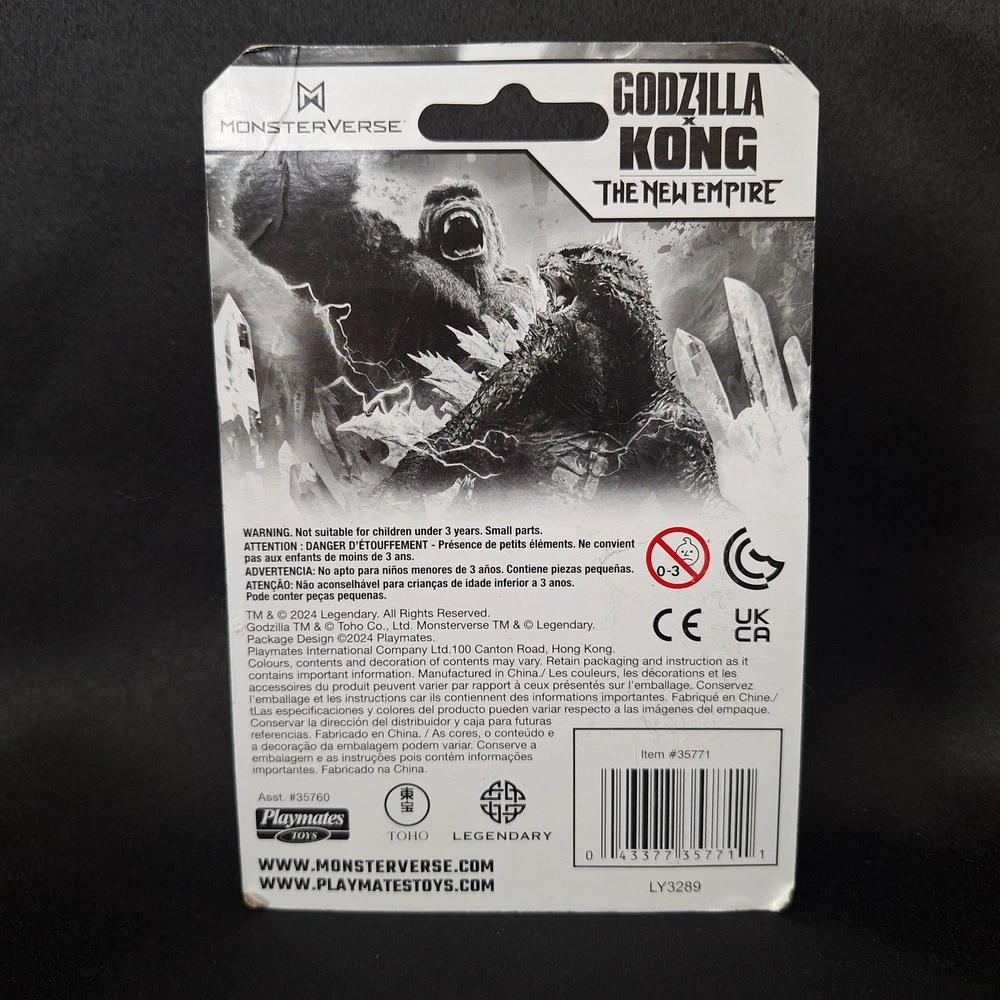 MONSTERVERSE
GODZILLA
x
KONG
THE NEW EMPIRE
WARNING. Not suitable for children under 3 years. Small parts.
ATTENTION : DANGER D'ÉTOUFFEMENT - Présence de petits éléments. Ne convient
pas aux enfants de moins de 3 ans.
ADVERTENCIA: No apto para niños menores de 3 años. Contiene piezas pequeñas.
ATENÇÃO: Não aconselhável para crianças de idade inferior a 3 anos.
Pode conter peças pequenas.
0-3
CE
UK
CA
TM & © 2024 Legendary. All Rights Reserved.
Godzilla TM & © Toho Co., Ltd. Monsterverse TM & © Legendary.
Package Design ©2024 Playmates.
Playmates International Company Ltd.100 Canton Road, Hong Kong.
Colours, contents and decoration of contents may vary. Retain packaging and instruction as it
contains important information. Manufactured in China./ Les couleurs, les décorations et les
accessoires du produit peuvent varier par rapport à ceux présentés sur l'emballage. Conservez
l'emballage et les instructions car ils contiennent des informations importantes. Fabriqué en Chine./
tLas especificaciones y colores del producto pueden variar respecto a las imágenes del empaque.
Conservar la dirección del distribuidor y caja para futuras
referencias. Fabricado en China. / As cores, o conteúdo e
a decoração da embalagem podem variar. Conserve a
embalagem e as instruções pois contém informações
importantes. Fabricado na China.
Item #35771
0 43377 35771 1
LY3289
Asst. #35760
Playmates
TOYS
東
宝
TOHO
LEGENDARY
WWW.MONSTERVERSE.COM
WWW.PLAYMATESTOYS.COM